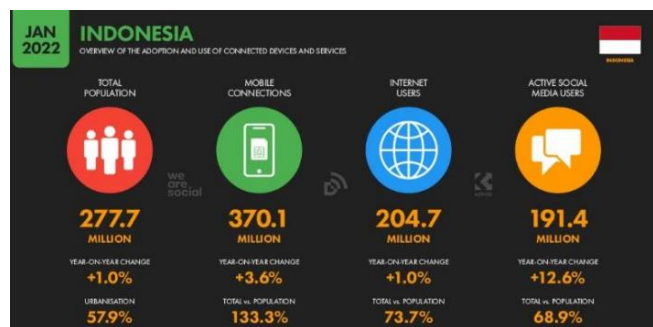 JAN
2022
INDONESIA
OVERVIEW OF THE ADOPTION AND USE OF CONNECTED DEVICES AND SERVICES
INDONESIA
TOTAL
POPULATION
MOBILE
CONNECTIONS
INTERNET
USERS
ACTIVE SOCIAL
MEDIA USERS
we
are.
social
277.7
MILLION
370.1
MILLION
204.7
MILLION
191.4
MILLION
YEAR-ON-YEAR CHANGE
+1.0%
YEAR-ON-YEAR CHANGE
+3.6%
YEAR-ON-YEAR CHANGE
+1.0%
YEAR-ON-YEAR CHANGE
+12.6%
URBANISATION
57.9%
TOTAL vs. POPULATION
133.3%
TOTAL vs. POPULATION
73.7%
TOTAL vs. POPULATION
68.9%